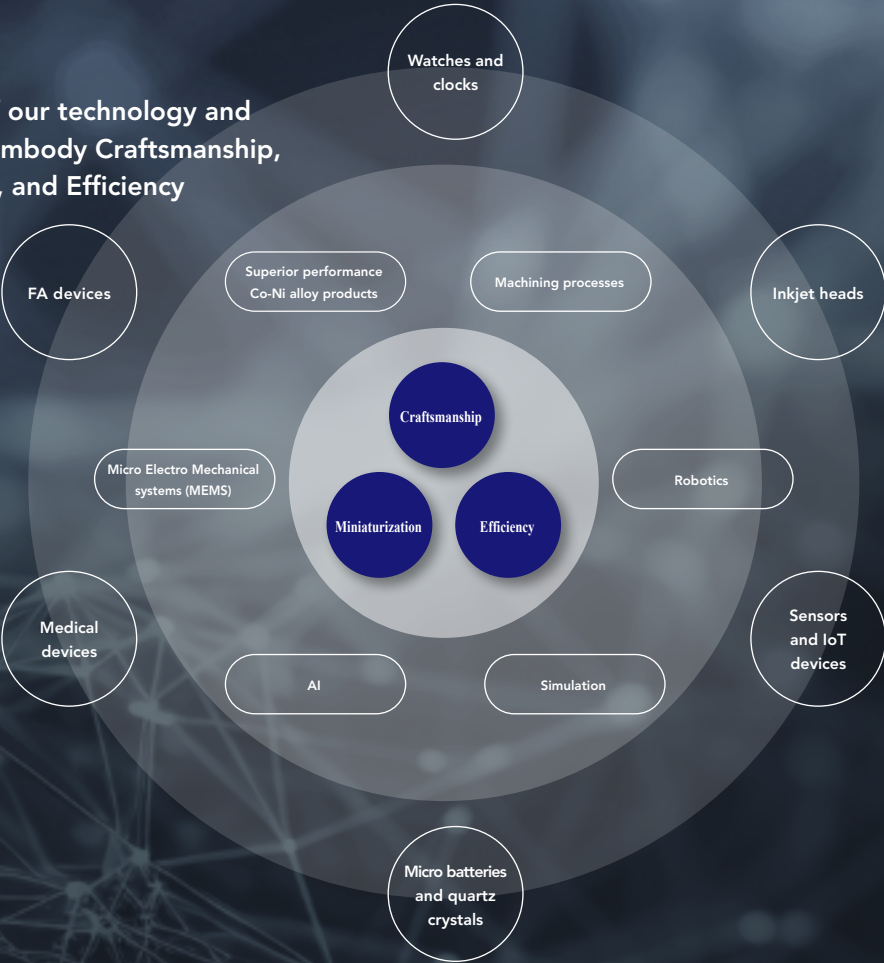 Watches and
clocks
our technology and
mbody Craftsmanship,
, and Efficiency
FA devices
Superior performance
Co-Ni alloy products
Machining processes
Inkjet heads
Craftsmanship
Micro Electro Mechanical
systems (MEMS)
Robotics
Miniaturization
Efficiency
Medical
devices
Sensors
and IoT
devices
AI
Simulation
Micro batteries
and quartz
crystals